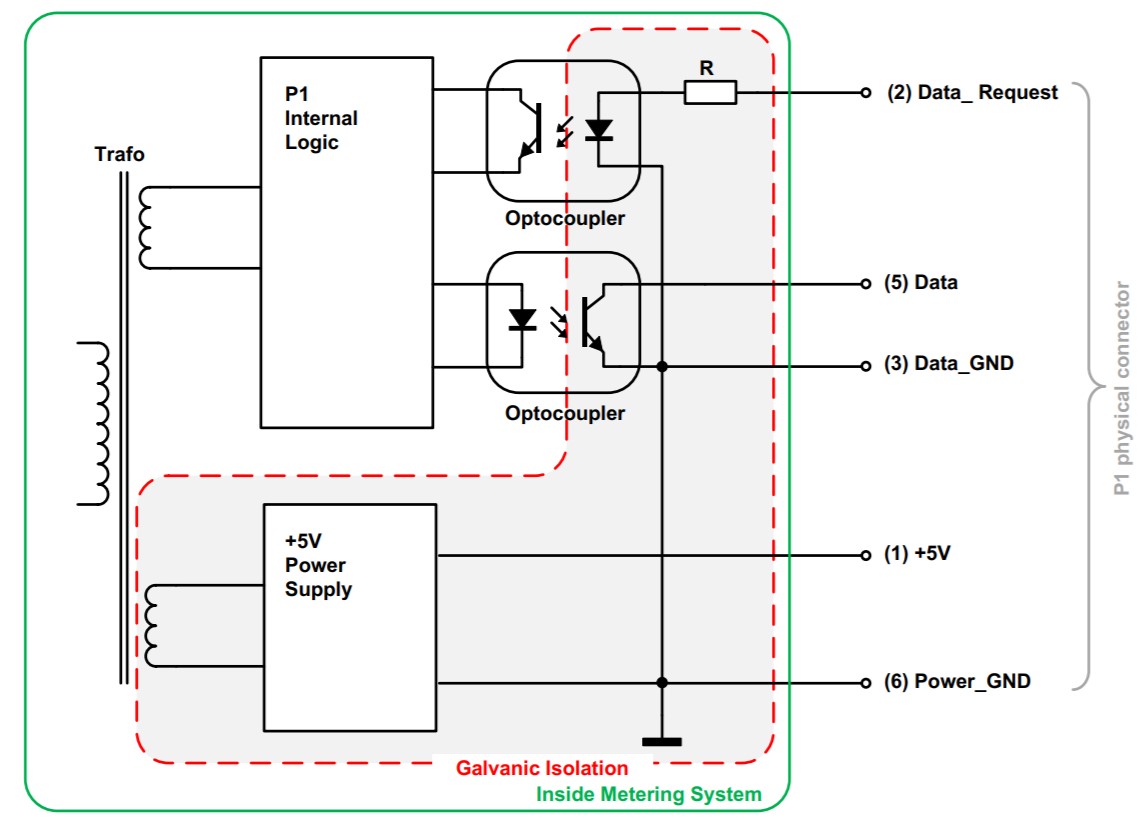 R
(2) Data_ Request
P1
Internal
Logic
Trafo
Optocoupler
(5) Data
(3) Data_GND
Optocoupler
P1 physical connector
+5V
Power
Supply
(1) +5V
(6) Power_GND
Galvanic Isolation
Inside Metering System